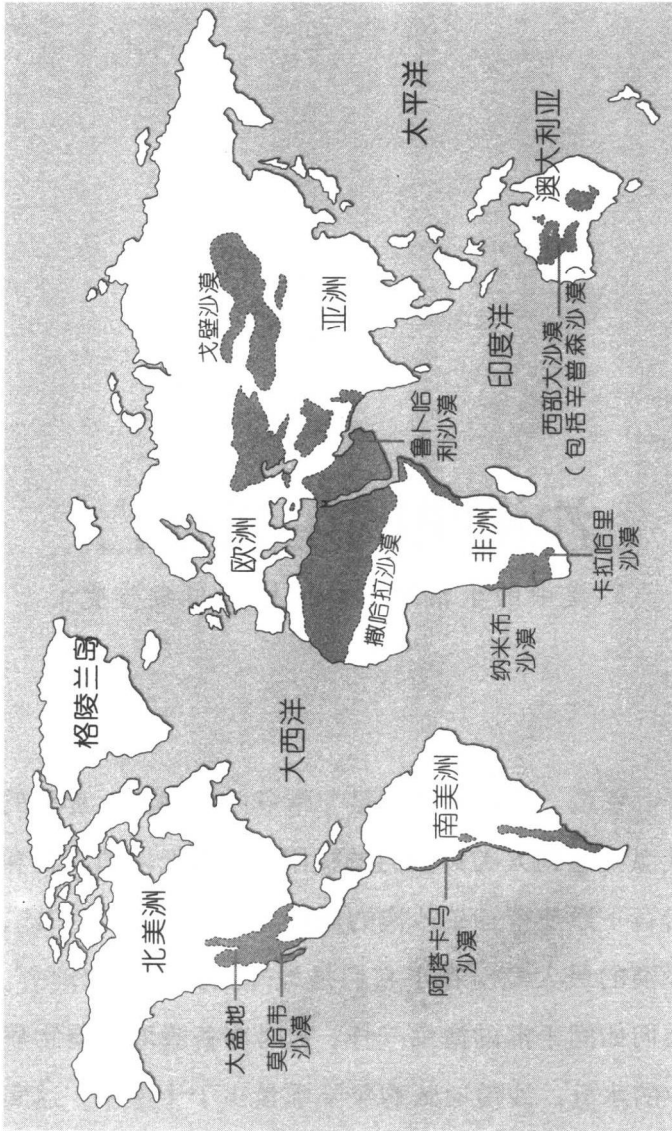 格陵兰岛
北美洲
大盆地
莫哈韦
沙漠
大西洋
南美洲
阿塔卡马
沙漠
欧洲
戈壁沙漠
亚洲
撒哈拉沙漠
鲁卜哈
利沙漠
非洲
纳米布
沙漠
卡拉哈里
沙漠
太平洋
印度洋
澳大利亚
西部大沙漠
（包括辛普森沙漠）